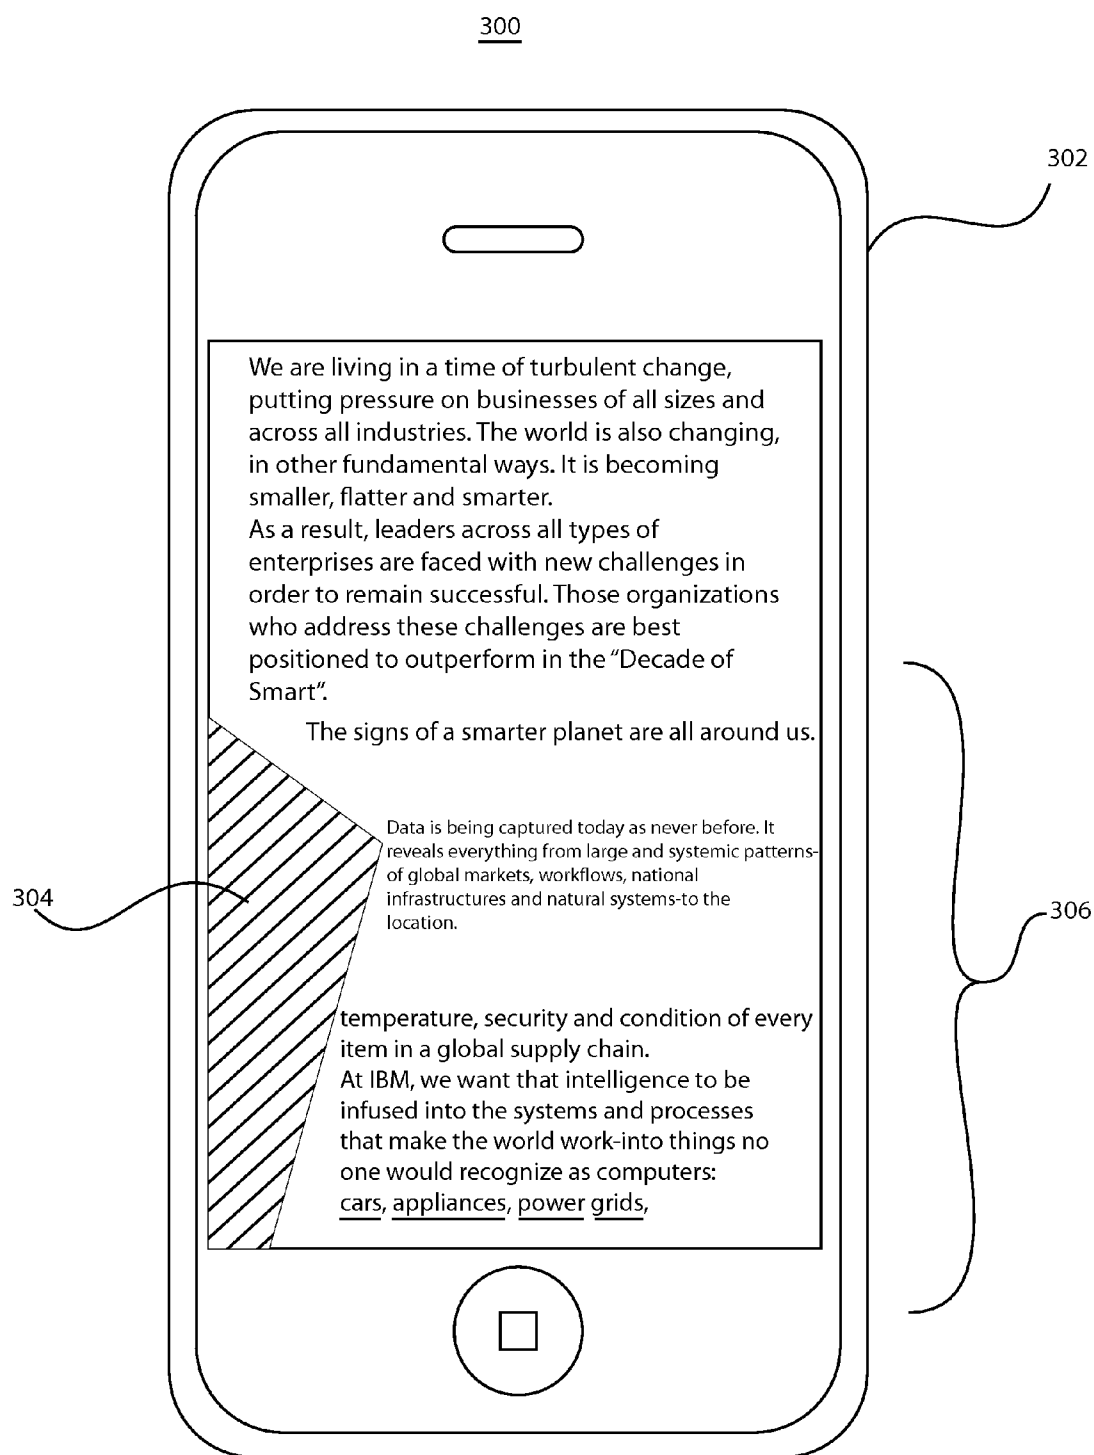 300
302
We are living in a time of turbulent change,
putting pressure on businesses of all sizes and
across all industries. The world is also changing,
in other fundamental ways. It is becoming
smaller, flatter and smarter.
As a result, leaders across all types of
enterprises are faced with new challenges in
order to remain successful. Those organizations
who address these challenges are best
positioned to outperform in the “Decade of
Smart”.
The signs of a smarter planet are all around us.
Data is being captured today as never before. It
reveals everything from large and systemic patterns-
of global markets, workflows, national
infrastructures and natural systems-to the
location.
304
306
temperature, security and condition of every
item in a global supply chain.
At IBM, we want that intelligence to be
infused into the systems and processes
that make the world work-into things no
one would recognize as computers:
cars, appliances, power grids,